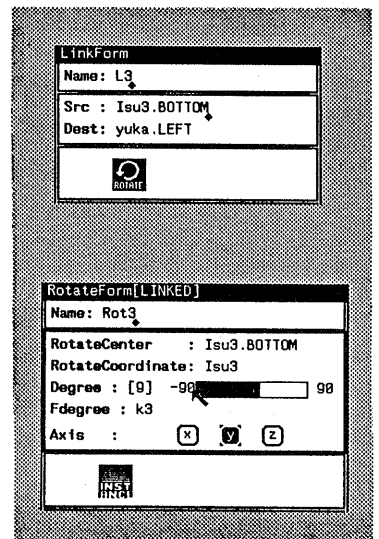 LinkForm
Name: L3
Src : Isu3.BOTTOM
Dest: yuka.LEFT
ROTATE
RotateForm[LINKED]
Name: Rot3
RotateCenter : Isu3.BOTTOM
RotateCoordinate: Isu3
Degree : [9] -90 90
Fdegree : k3
Axis : x y z
INST